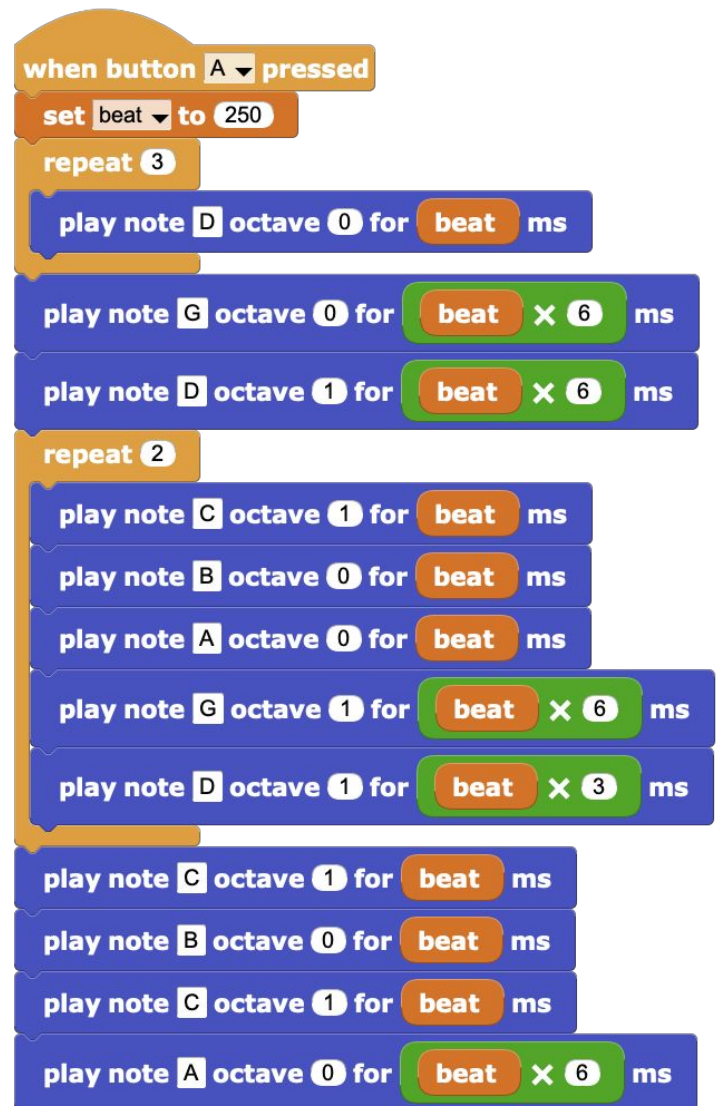 when button A pressed
set beat to 250
repeat 3
play note D octave 0 for beat ms
play note G octave 0 for beat × 6 ms
play note D octave 1 for beat × 6 ms
repeat 2
play note C octave 1 for beat ms
play note B octave 0 for beat ms
play note A octave 0 for beat ms
play note G octave 1 for beat × 6 ms
play note D octave 1 for beat × 3 ms
play note C octave 1 for beat ms
play note B octave 0 for beat ms
play note C octave 1 for beat ms
play note A octave 0 for beat × 6 ms